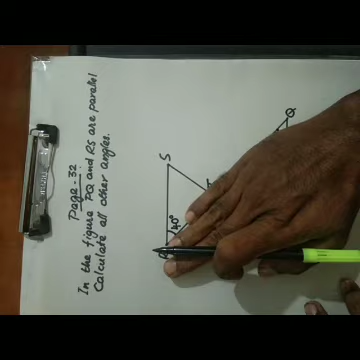 Page - 32
In the figure PQ and RS are parallel
Calculate all other angles.
S
Q
40°